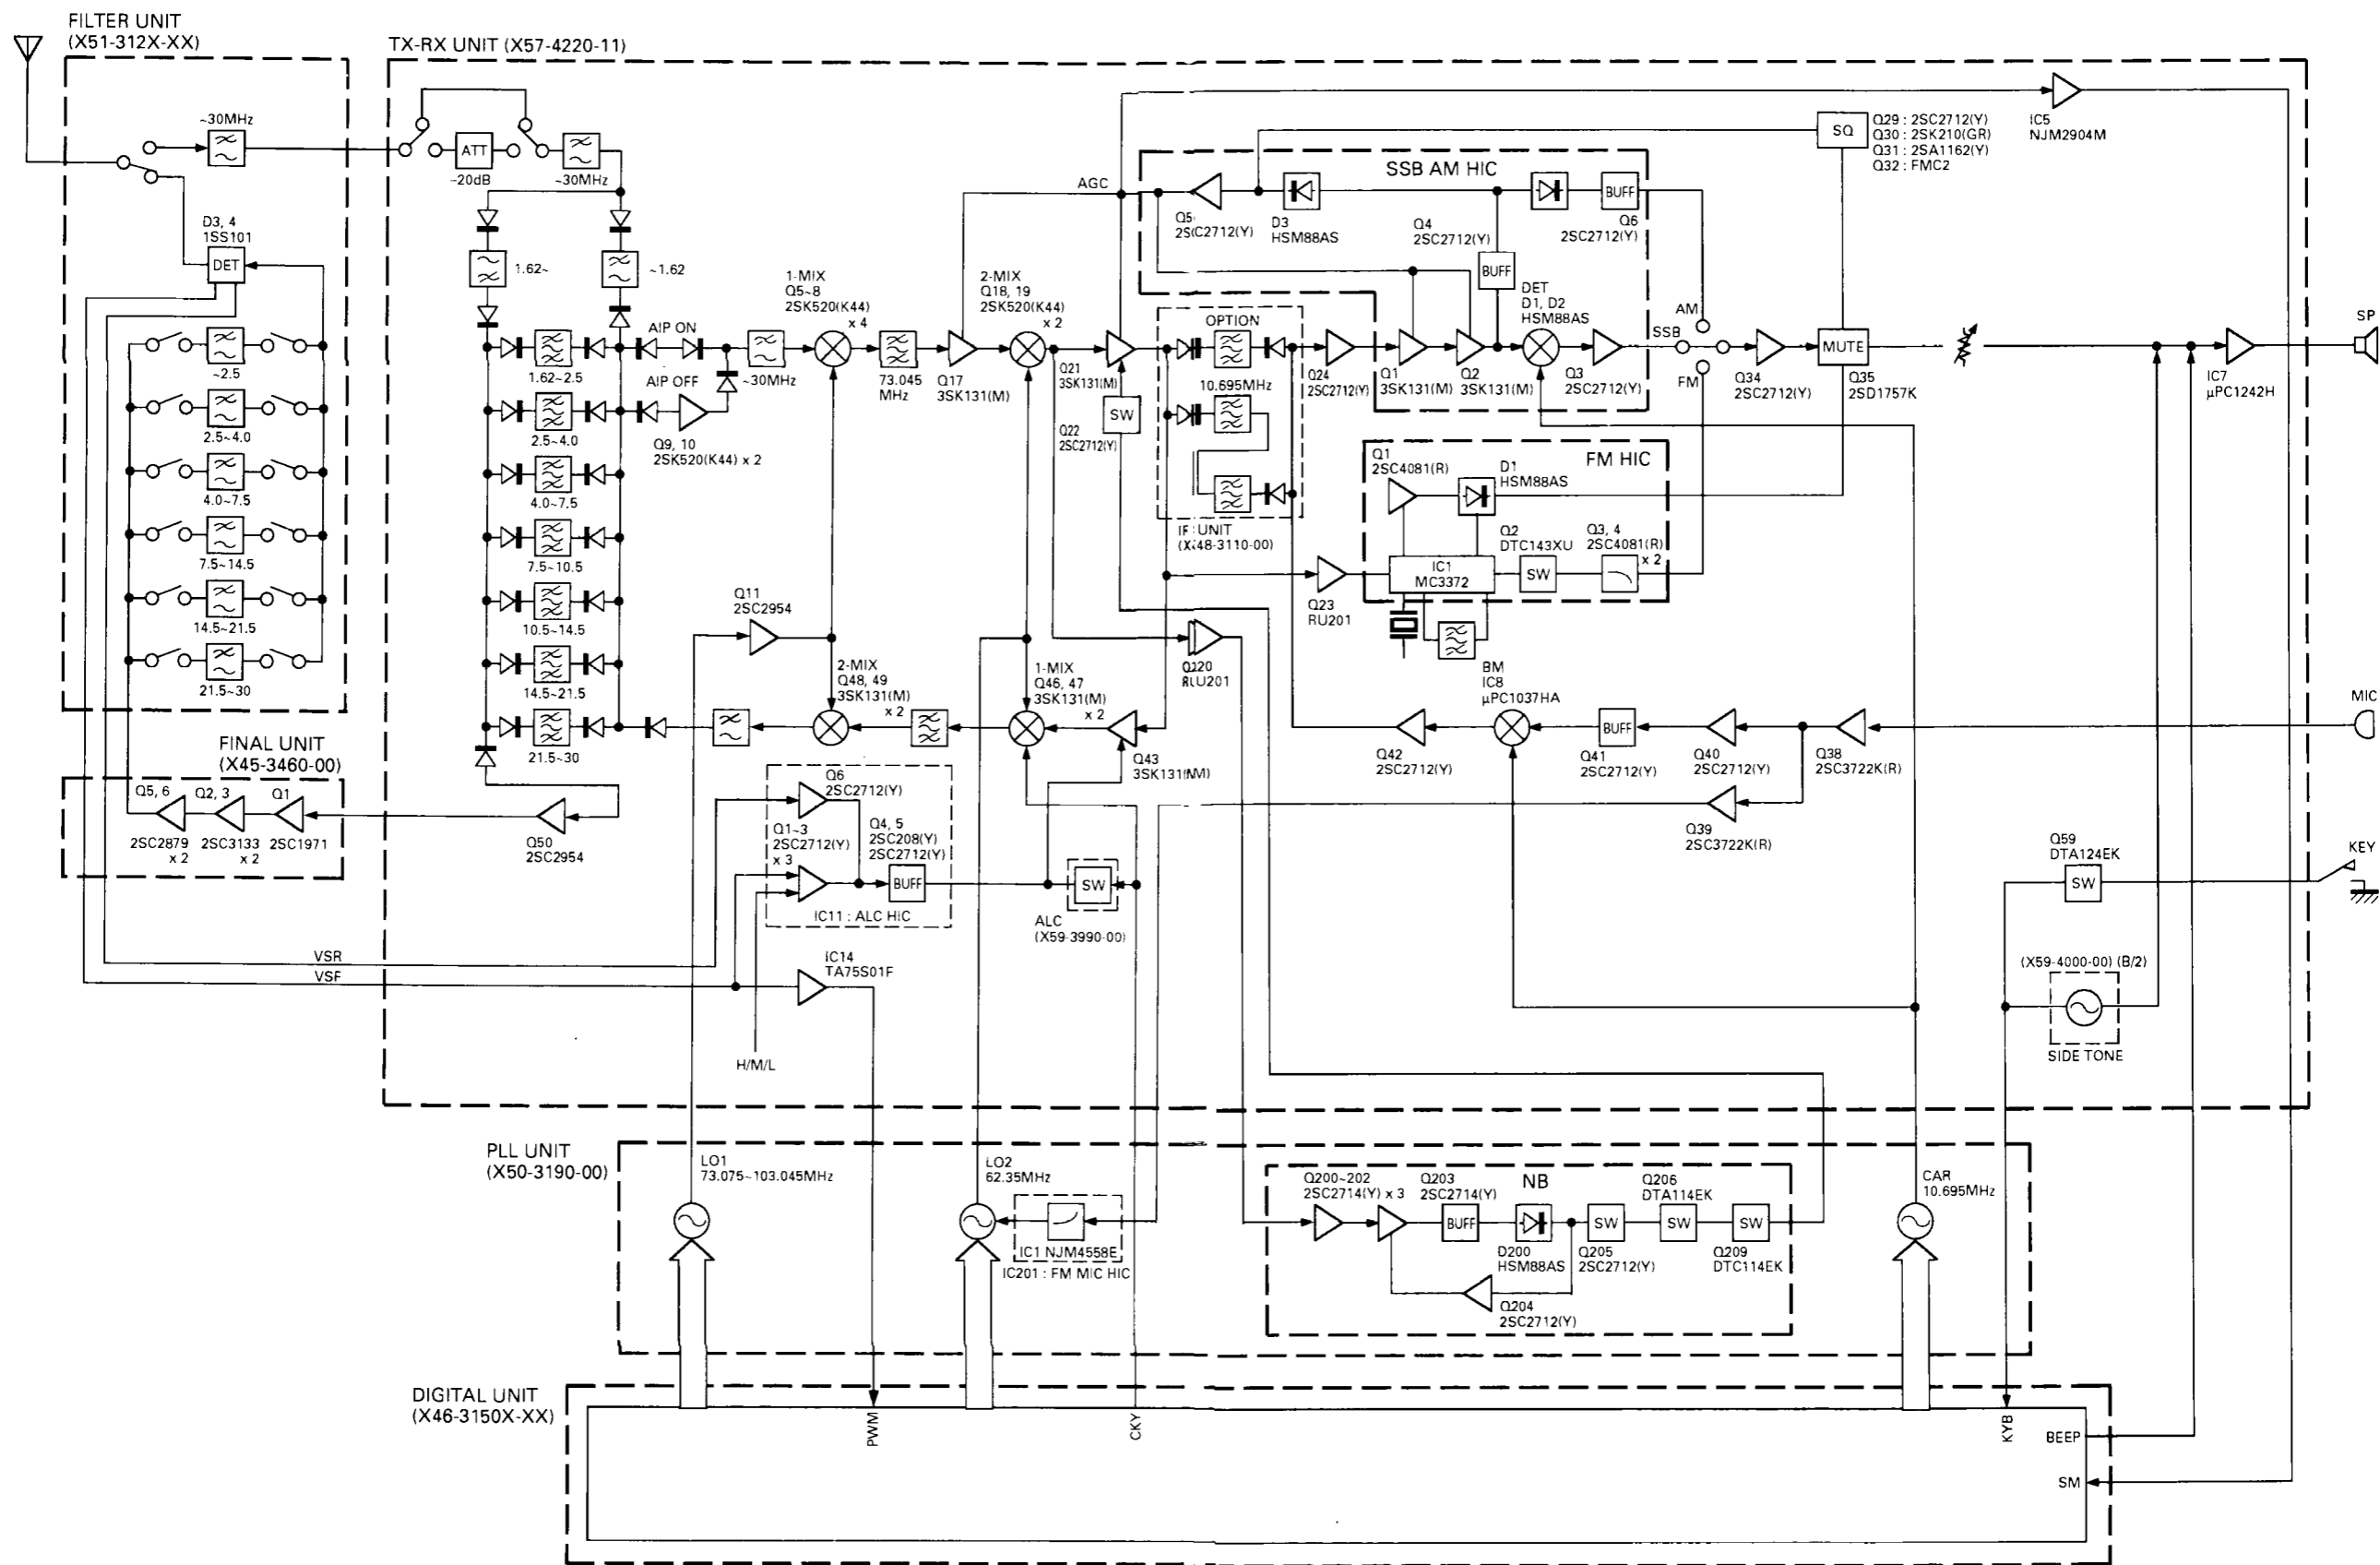 FILTER UNIT
(X51-312X-XX)
TX-RX UNIT (X57-4220-11)
~30MHz
ATT
~20dB
~30MHz
D3, 4
1SS101
DET
~2.5
2.5~4.0
4.0~7.5
7.5~14.5
14.5~21.5
21.5~30
1.62~
~1.62
1.62~2.5
2.5~4.0
4.0~7.5
7.5~10.5
10.5~14.5
14.5~21.5
21.5~30
AIP ON
AIP OFF
Q9, 10
2SK520(K44) x 2
~30MHz
1-MIX
Q5~8
2SK520(K44)
x 4
73.045
MHz
Q17
3SK131(M)
2-MIX
Q18, 19
2SK520(K44)
x 2
AGC
Q21
3SK131(M)
SW
Q22
2SC2712(Y)
SSB AM HIC
Q5
D3
HSM88AS
Q4
2SC2712(Y)
BUFF
BUFF
Q6
2SC2712(Y)
DET
D1, D2
HSM88AS
OPTION
10.695MHz
IF UNIT
Q24
2SC2712(Y)
Q1
3SK131(M)
Q2
3SK131(M)
Q3
2SC2712(Y)
AM
SSB
FM
Q34
2SC2712(Y)
MUTE
Q35
2SD1757K
SQ
Q29 : 2SC2712(Y)
Q30 : 2SK210(GR)
Q31 : 2SA1162(Y)
Q32 : FMC2
IC5
NJM2904M
IC7
μPC1242H
SP
FM HIC
Q1
2SC4081(R)
D1
HSM88AS
IC1
MC3372
Q2
DTC143XU
SW
Q3, 4
2SC4081(R)
x 2
Q23
RU201
Q11
2SC2954
2-MIX
Q48, 49
3SK131(M)
x 2
1-MIX
Q46, 47
3SK131(M)
x 2
Q43
BM
IC8
μPC1037HA
Q42
2SC2712(Y)
BUFF
Q41
2SC2712(Y)
Q40
2SC2712(Y)
Q38
2SC3722K(R)
MIC
Q39
2SC3722K(R)
FINAL UNIT
(X45-3460-00)
Q5, 6
2SC2879
x 2
Q2, 3
2SC3133
x 2
Q1
2SC1971
Q50
2SC2954
Q6
2SC2712(Y)
Q1~3
2SC2712(Y)
x 3
Q4, 5
2SC208(Y)
2SC2712(Y)
BUFF
IC11 : ALC HIC
SW
ALC
(X59-3990-00)
VSR
VSF
IC14
TA75S01F
H/M/L
Q59
DTA124EK
SW
KEY
(X59-4000-00) (B/2)
SIDE TONE
PLL UNIT
(X50-3190-00)
LO1
73.075~103.045MHz
LO2
62.35MHz
IC1 NJM4558E
IC201 : FM MIC HIC
NB
Q200~202
2SC2714(Y) x 3
Q203
2SC2714(Y)
BUFF
D200
HSM88AS
SW
Q205
2SC2712(Y)
Q206
DTA114EK
SW
SW
Q209
DTC114EK
Q204
2SC2712(Y)
CAR
10.695MHz
DIGITAL UNIT
(X46-3150X-XX)
PWM
CKY
KYB
BEEP
SM